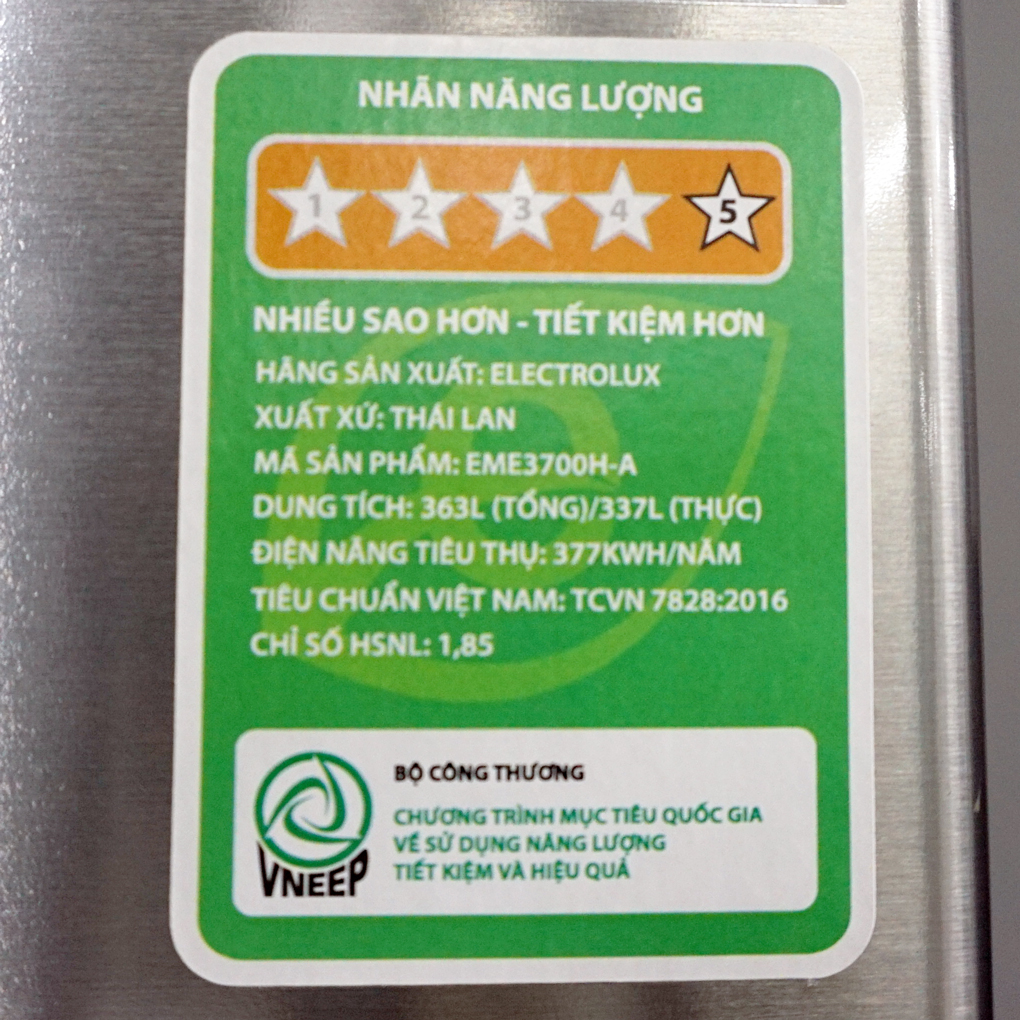 NHÃN NĂNG LƯỢNG
1 2 3 4 5
NHIỀU SAO HƠN - TIẾT KIỆM HƠN
HÃNG SẢN XUẤT: ELECTROLUX
XUẤT XỨ: THÁI LAN
MÃ SẢN PHẨM: EME3700H-A
DUNG TÍCH: 363L (TỔNG)/337L (THỰC)
ĐIỆN NĂNG TIÊU THỤ: 377KWH/NĂM
TIÊU CHUẨN VIỆT NAM: TCVN 7828:2016
CHỈ SỐ HSNL: 1,85
BỘ CÔNG THƯƠNG
CHƯƠNG TRÌNH MỤC TIÊU QUỐC GIA
VỀ SỬ DỤNG NĂNG LƯỢNG
TIẾT KIỆM VÀ HIỆU QUẢ
VNEEP